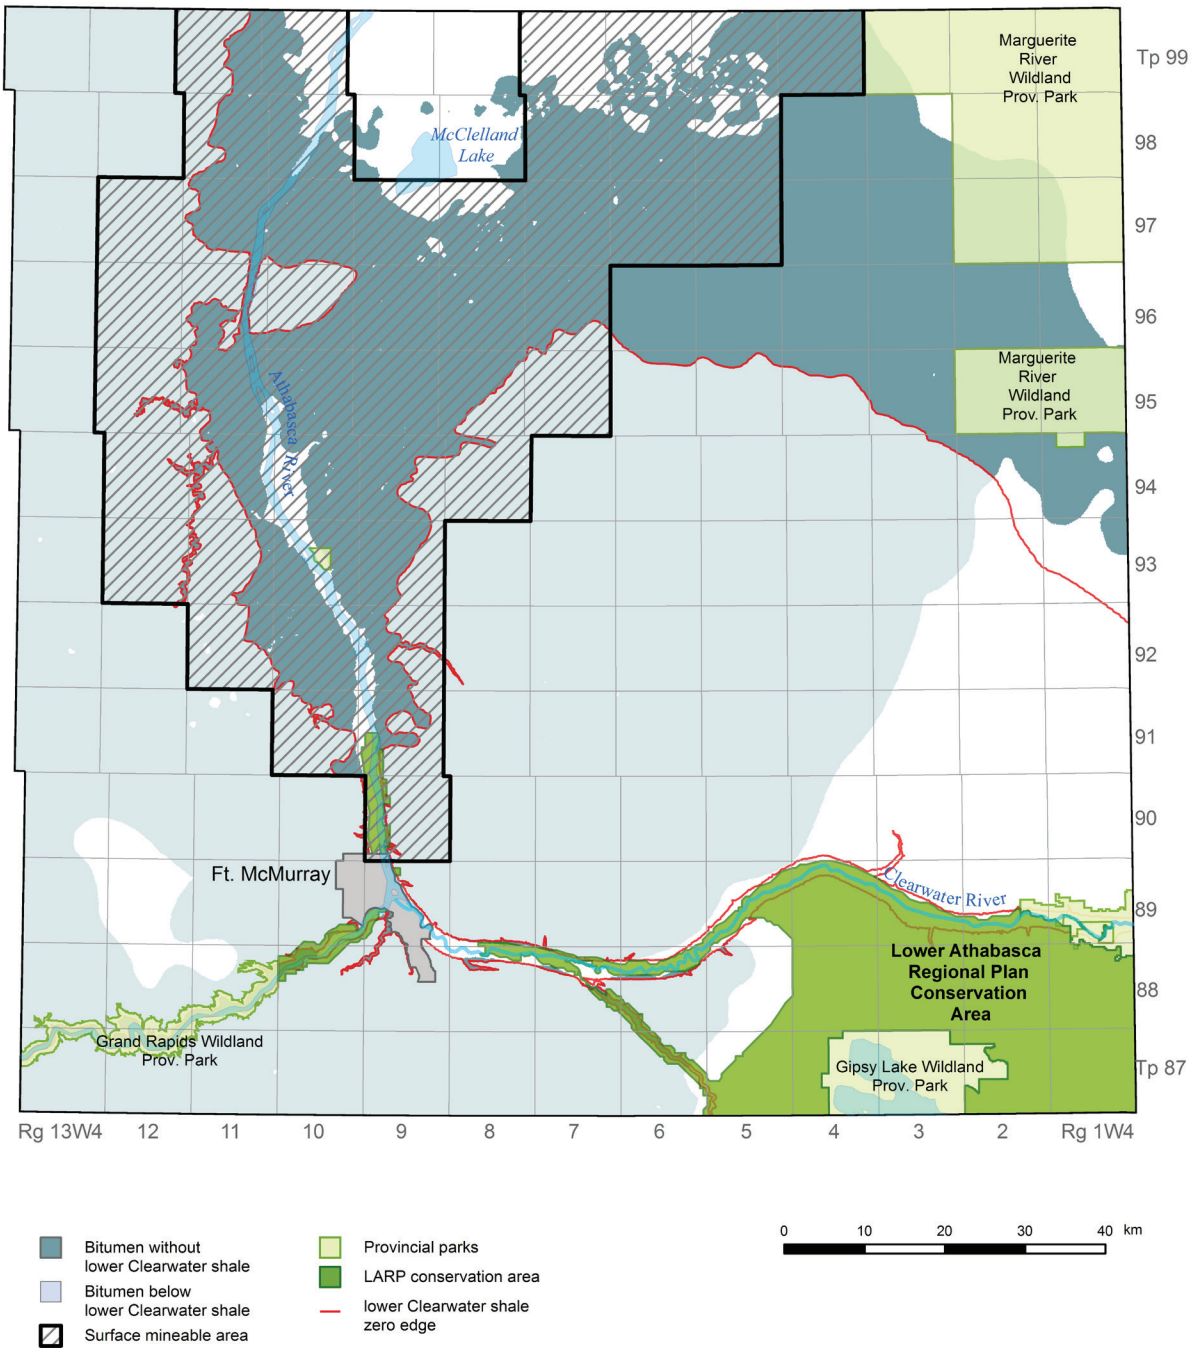 Marguerite
River
Wildland
Prov. Park
Tp 99
McClelland
Lake
98
97
96
Marguerite
River
Wildland
Prov. Park
95
Athabasca River
94
93
92
91
90
Ft. McMurray
Clearwater River
89
Lower Athabasca
Regional Plan
Conservation
Area
88
Grand Rapids Wildland
Prov. Park
Gipsy Lake Wildland
Prov. Park
Tp 87
Rg 13W4 12 11 10 9 8 7 6 5 4 3 2 Rg 1W4
0 10 20 30 40 km
Bitumen without
lower Clearwater shale
Bitumen below
lower Clearwater shale
Surface mineable area
Provincial parks
LARP conservation area
lower Clearwater shale
zero edge